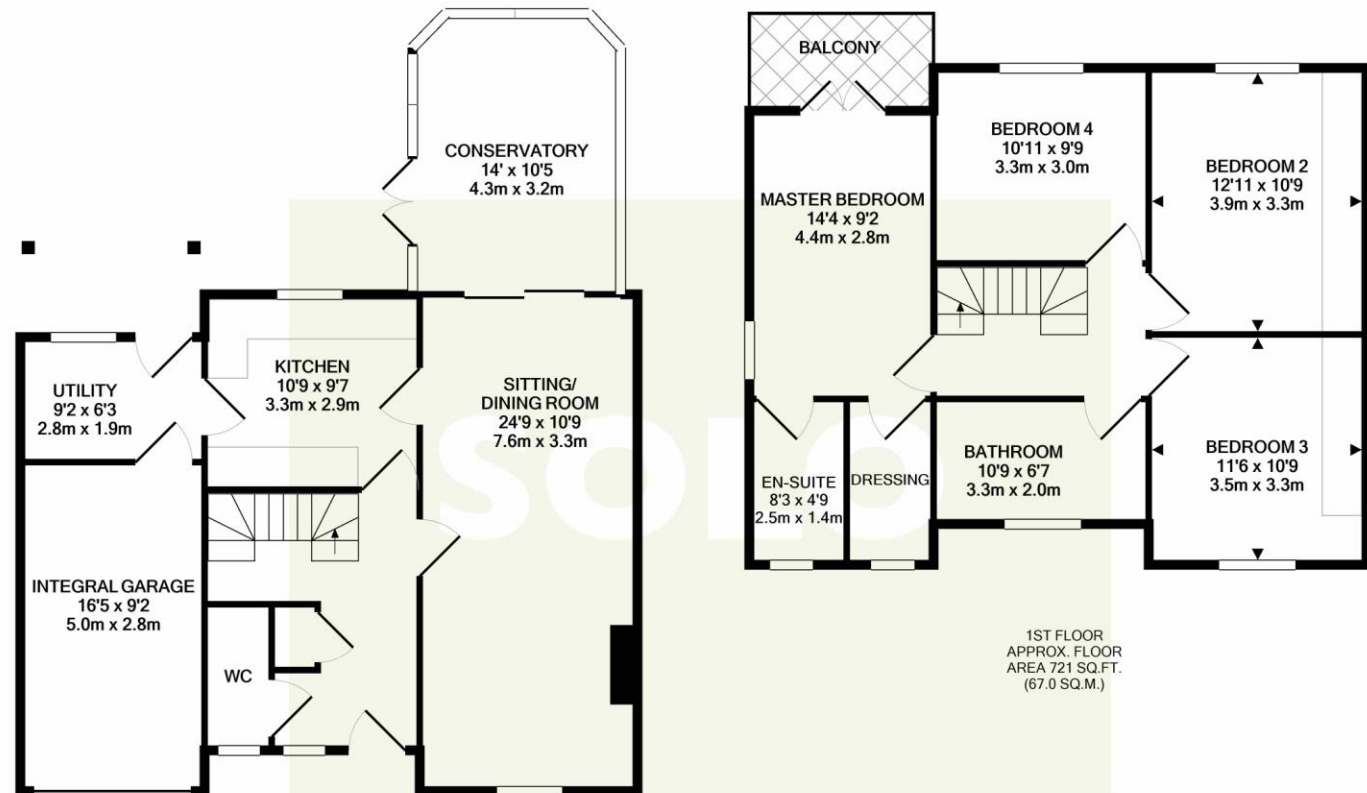 CONSERVATORY
14' x 10'5
4.3m x 3.2m
UTILITY
9'2 x 6'3
2.8m x 1.9m
KITCHEN
10'9 x 9'7
3.3m x 2.9m
SITTING/
DINING ROOM
24'9 x 10'9
7.6m x 3.3m
INTEGRAL GARAGE
16'5 x 9'2
5.0m x 2.8m
WC
BALCONY
MASTER BEDROOM
14'4 x 9'2
4.4m x 2.8m
BEDROOM 4
10'11 x 9'9
3.3m x 3.0m
BEDROOM 2
12'11 x 10'9
3.9m x 3.3m
EN-SUITE
8'3 x 4'9
2.5m x 1.4m
DRESSING
BATHROOM
10'9 x 6'7
3.3m x 2.0m
BEDROOM 3
11'6 x 10'9
3.5m x 3.3m
1ST FLOOR
APPROX. FLOOR
AREA 721 SQ.FT.
(67.0 SQ.M.)
SOLO